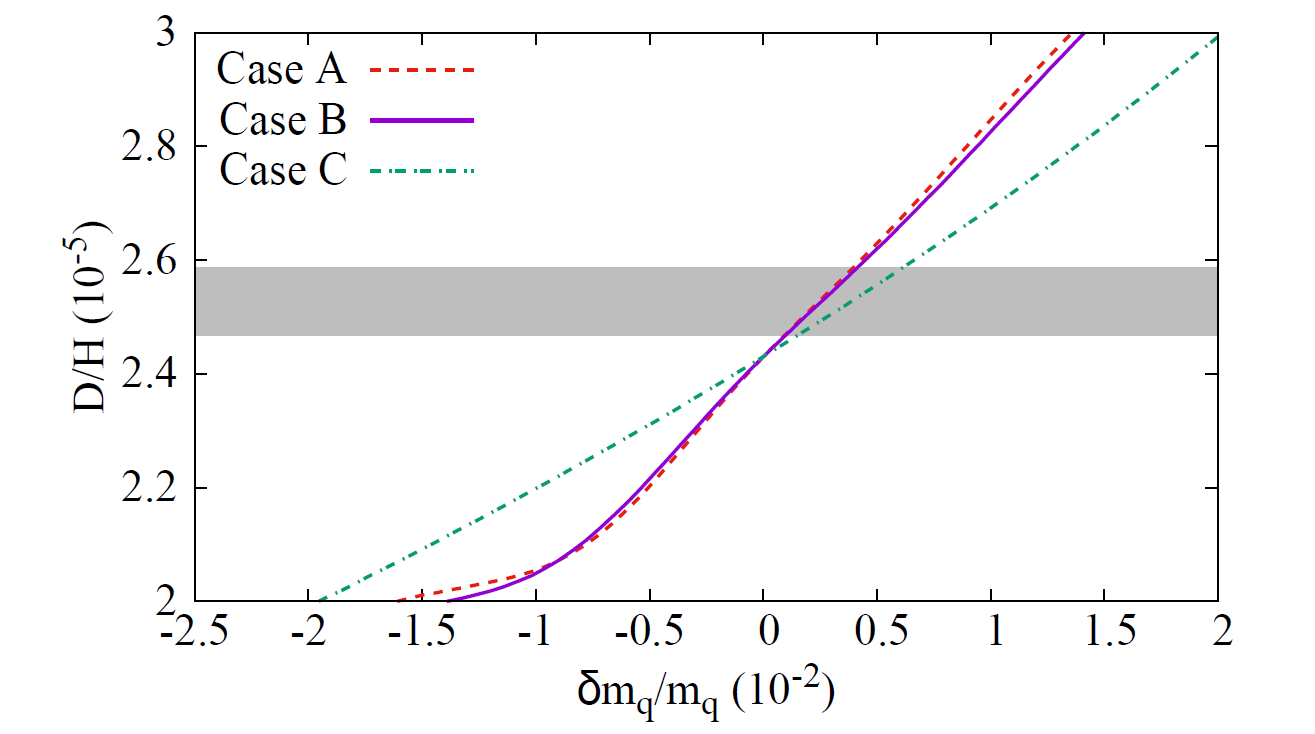 3
2.8
2.6
2.4
2.2
2
D/H (10⁻⁵)
Case A
Case B
Case C
-2.5 -2 -1.5 -1 -0.5 0 0.5 1 1.5 2
δm_q/m_q (10⁻²)